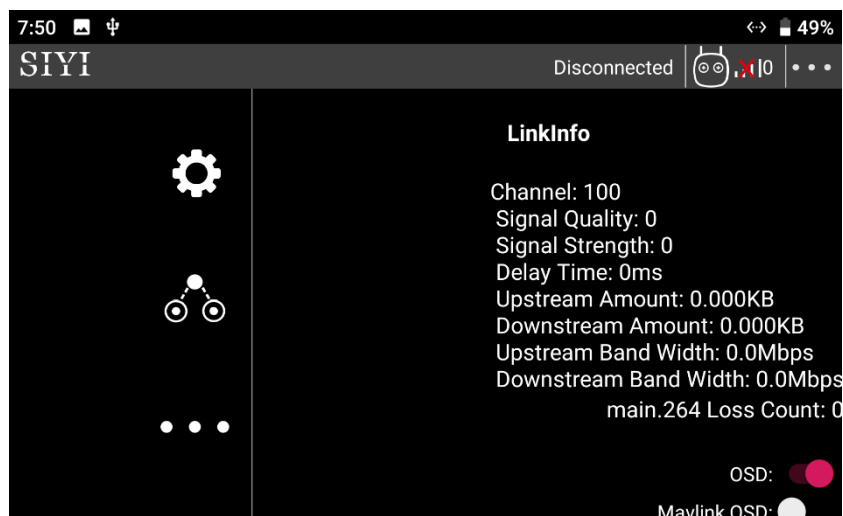 7:50 49%
SIYI Disconnected 0
LinkInfo
Channel: 100
Signal Quality: 0
Signal Strength: 0
Delay Time: 0ms
Upstream Amount: 0.000KB
Downstream Amount: 0.000KB
Upstream Band Width: 0.0Mbps
Downstream Band Width: 0.0Mbps
main.264 Loss Count: 0
OSD:
Mavlink OSD: